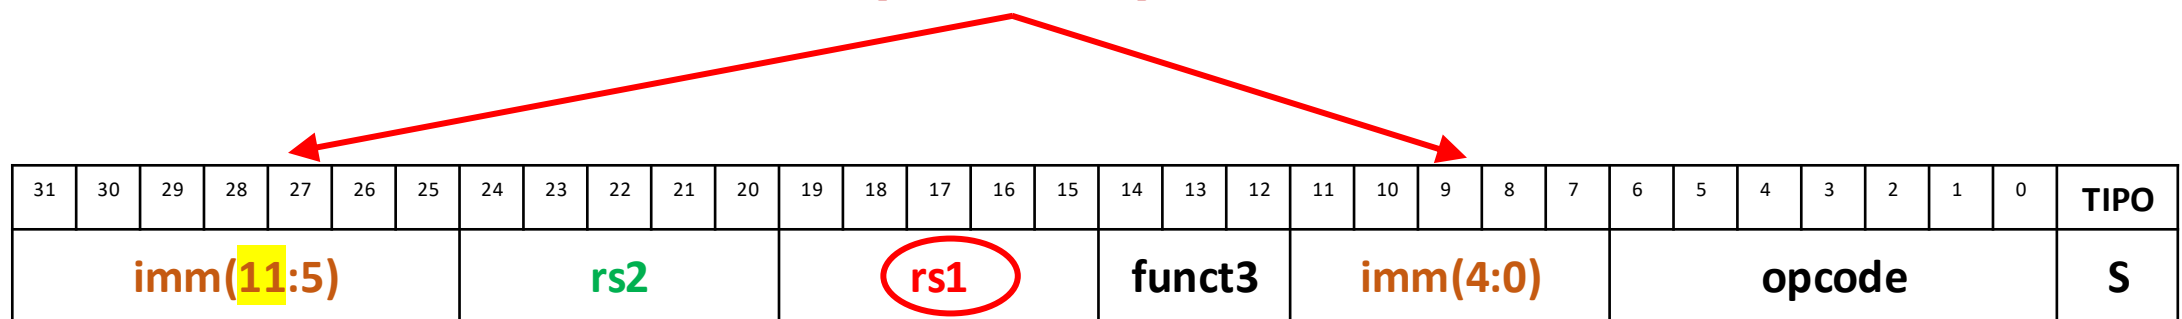 31 30 29 28 27 26 25 24 23 22 21 20 19 18 17 16 15 14 13 12 11 10 9 8 7 6 5 4 3 2 1 0 TIPO
imm(11:5) rs2 rs1 funct3 imm(4:0) opcode S